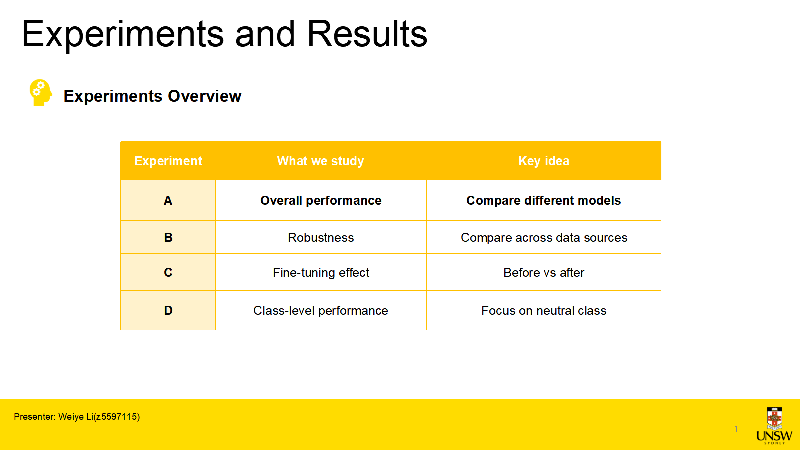 Experiments and Results
Experiments Overview
Experiment What we study Key idea
A Overall performance Compare different models
B Robustness Compare across data sources
C Fine-tuning effect Before vs after
D Class-level performance Focus on neutral class
Presenter: Weiye Li(z5597115)
1
UNSW
SYDNEY